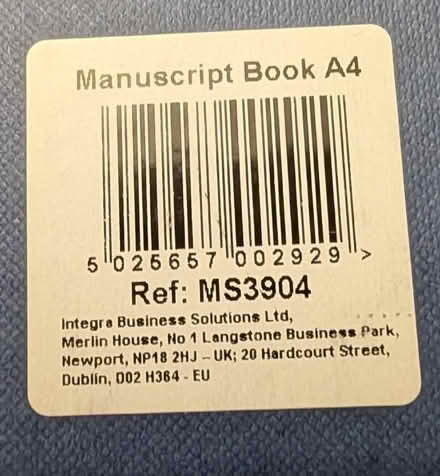 Manuscript Book A4
5 025657 002929 >
Ref: MS3904
Integra Business Solutions Ltd,
Merlin House, No 1 Langstone Business Park,
Newport, NP18 2HJ – UK; 20 Hardcourt Street,
Dublin, D02 H364 - EU